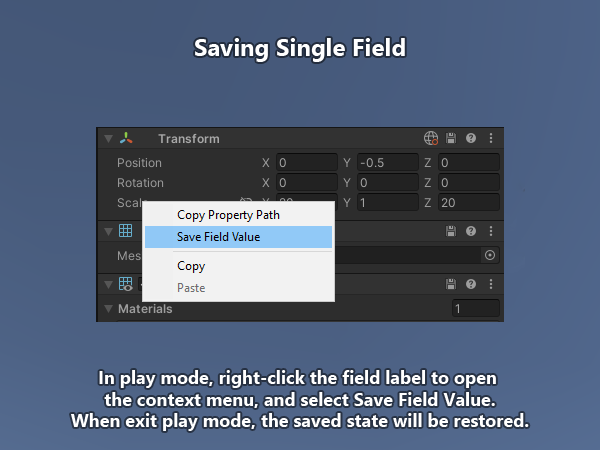 Saving Single Field
Transform
Position X 0 Y -0.5 Z 0
Rotation X 0 Y 0 Z 0
Scale Y 1 Z 20
Copy Property Path
Save Field Value
Mes
Copy
Paste
Materials 1
In play mode, right-click the field label to open
the context menu, and select Save Field Value.
When exit play mode, the saved state will be restored.